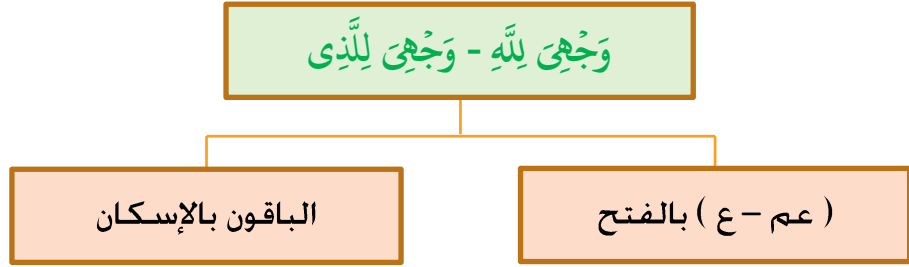 وَجْهِىَ لِلَّهِ - وَجْهِىَ لِلَّذِى
( عم – ع ) بالفتح
الباقون بالإسكان